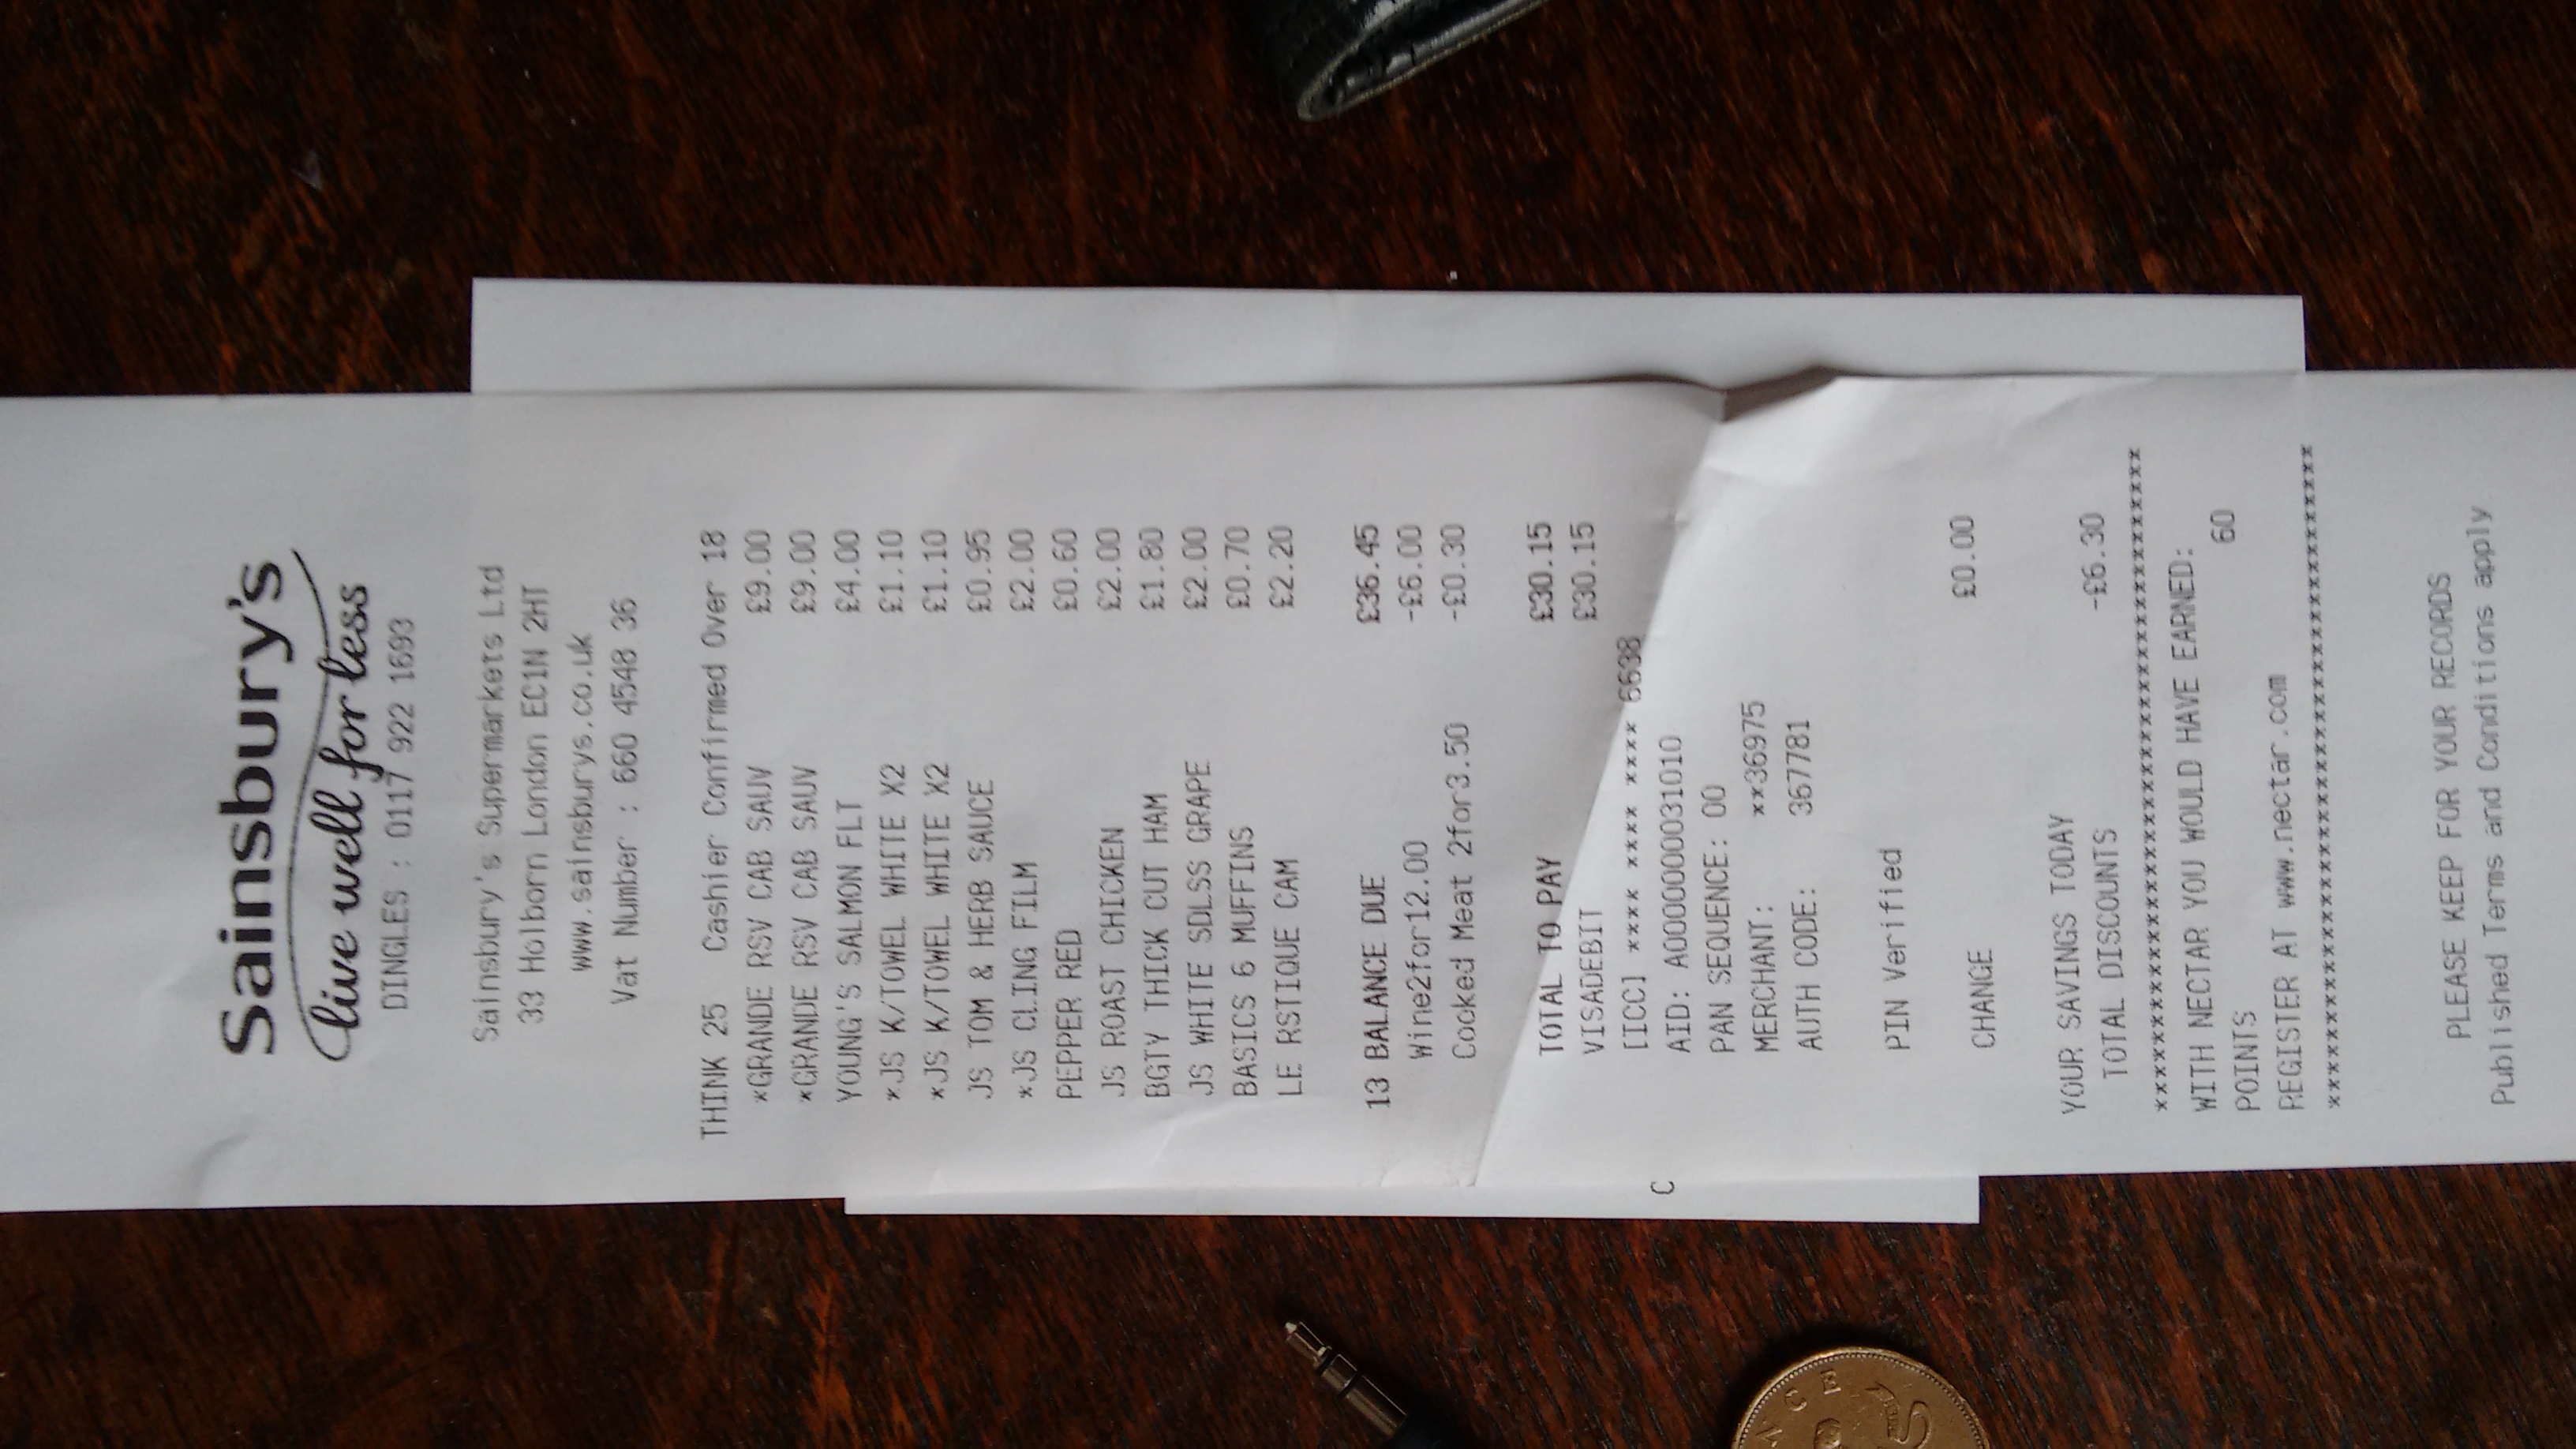 Sainsbury's
live well for less
DINGLES : 0117 922 1693
Sainsbury's Supermarkets Ltd
33 Holborn London EC1N 2HT
www.sainsburys.co.uk
Vat Number : 660 4548 36
THINK 25 Cashier Confirmed Over 18
*GRANDE RSV CAB SAUV £9.00
*GRANDE RSV CAB SAUV £9.00
YOUNG'S SALMON FLT £4.00
*JS K/TOWEL WHITE X2 £1.10
*JS K/TOWEL WHITE X2 £1.10
JS TOM & HERB SAUCE £0.95
*JS CLING FILM £2.00
PEPPER RED £0.60
JS ROAST CHICKEN £2.00
BGTY THICK CUT HAM £1.80
JS WHITE SDLSS GRAPE £2.00
BASICS 6 MUFFINS £0.70
LE RSTIQUE CAM £2.20
13 BALANCE DUE £36.45
Wine2for12.00 -£6.00
Cooked Meat 2for3.50 -£0.30
TOTAL TO PAY £30.15
VISADEBIT £30.15
[ICC] **** **** **** 6638
C
AID: A0000000031010
PAN SEQUENCE: 00
MERCHANT: **36975
AUTH CODE: 367781
PIN Verified
CHANGE £0.00
YOUR SAVINGS TODAY
TOTAL DISCOUNTS -£6.30
****************************************
WITH NECTAR YOU WOULD HAVE EARNED:
POINTS 60
REGISTER AT www.nectar.com
****************************************
PLEASE KEEP FOR YOUR RECORDS
Published Terms and Conditions apply